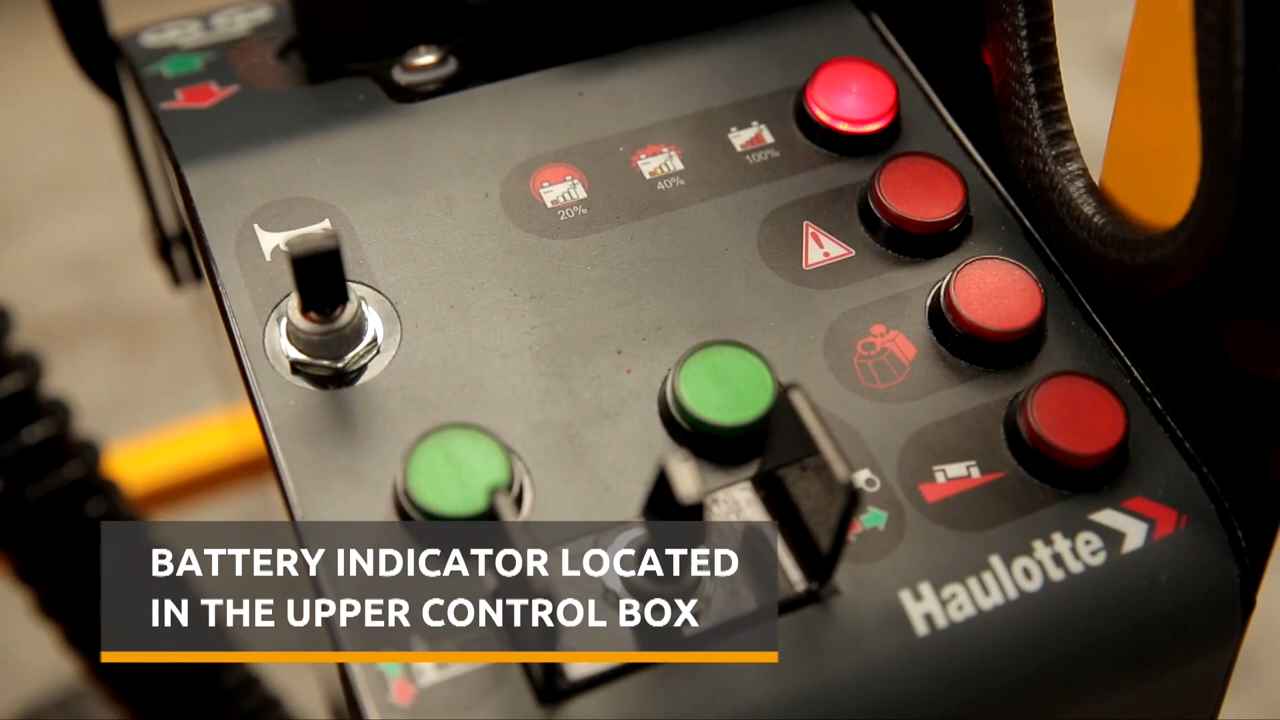 100%
40%
20%
Haulotte
BATTERY INDICATOR LOCATED
IN THE UPPER CONTROL BOX